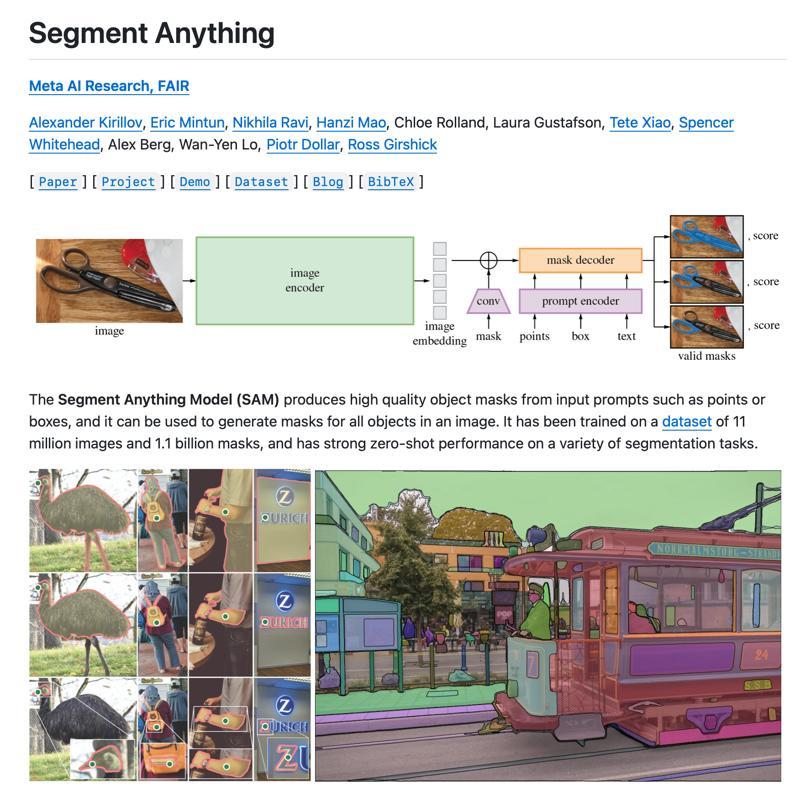 Segment Anything
Meta AI Research, FAIR
Alexander Kirillov, Eric Mintun, Nikhila Ravi, Hanzi Mao, Chloe Rolland, Laura Gustafson, Tete Xiao, Spencer
Whitehead, Alex Berg, Wan-Yen Lo, Piotr Dollar, Ross Girshick
[ Paper ] [ Project ] [ Demo ] [ Dataset ] [ Blog ] [ BibTeX ]
image
image
encoder
image
embedding
conv
mask
mask decoder
prompt encoder
points
box
text
, score
, score
, score
valid masks
The Segment Anything Model (SAM) produces high quality object masks from input prompts such as points or
boxes, and it can be used to generate masks for all objects in an image. It has been trained on a dataset of 11
million images and 1.1 billion masks, and has strong zero-shot performance on a variety of segmentation tasks.
Z
URICH
Z
URICH
Z
URICH
ZU
7
24